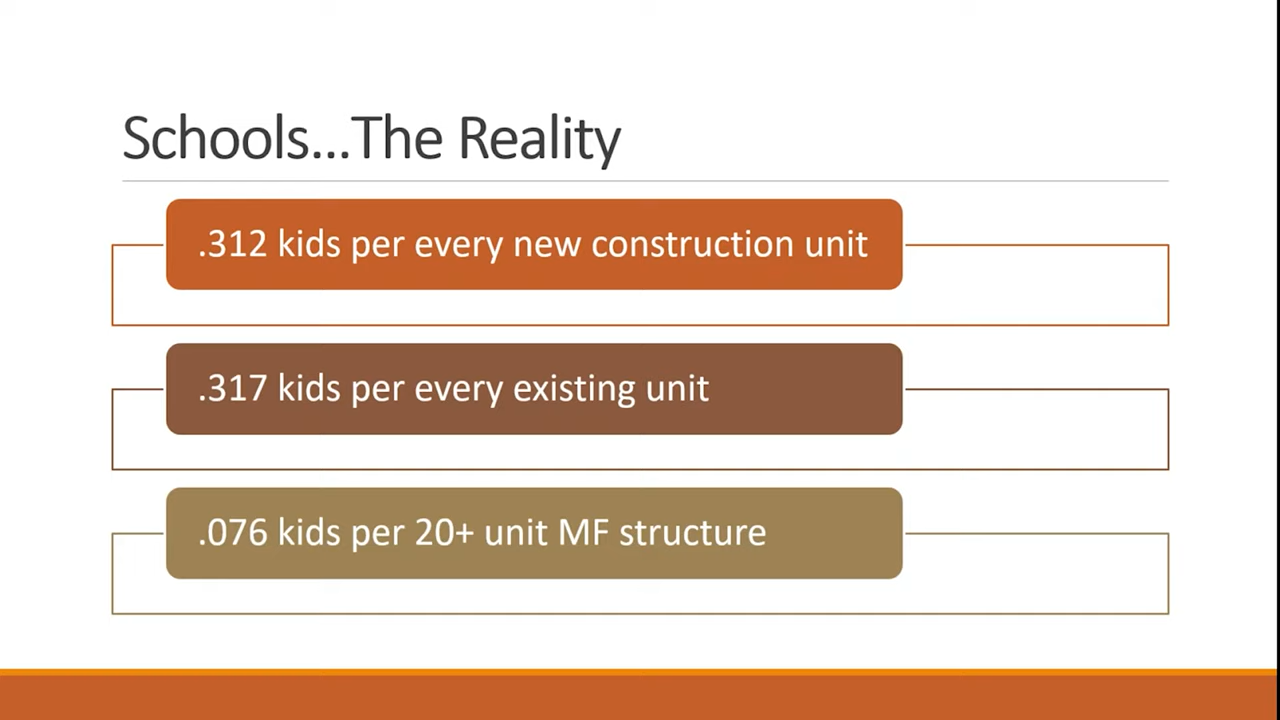 Schools...The Reality
.312 kids per every new construction unit
.317 kids per every existing unit
.076 kids per 20+ unit MF structure